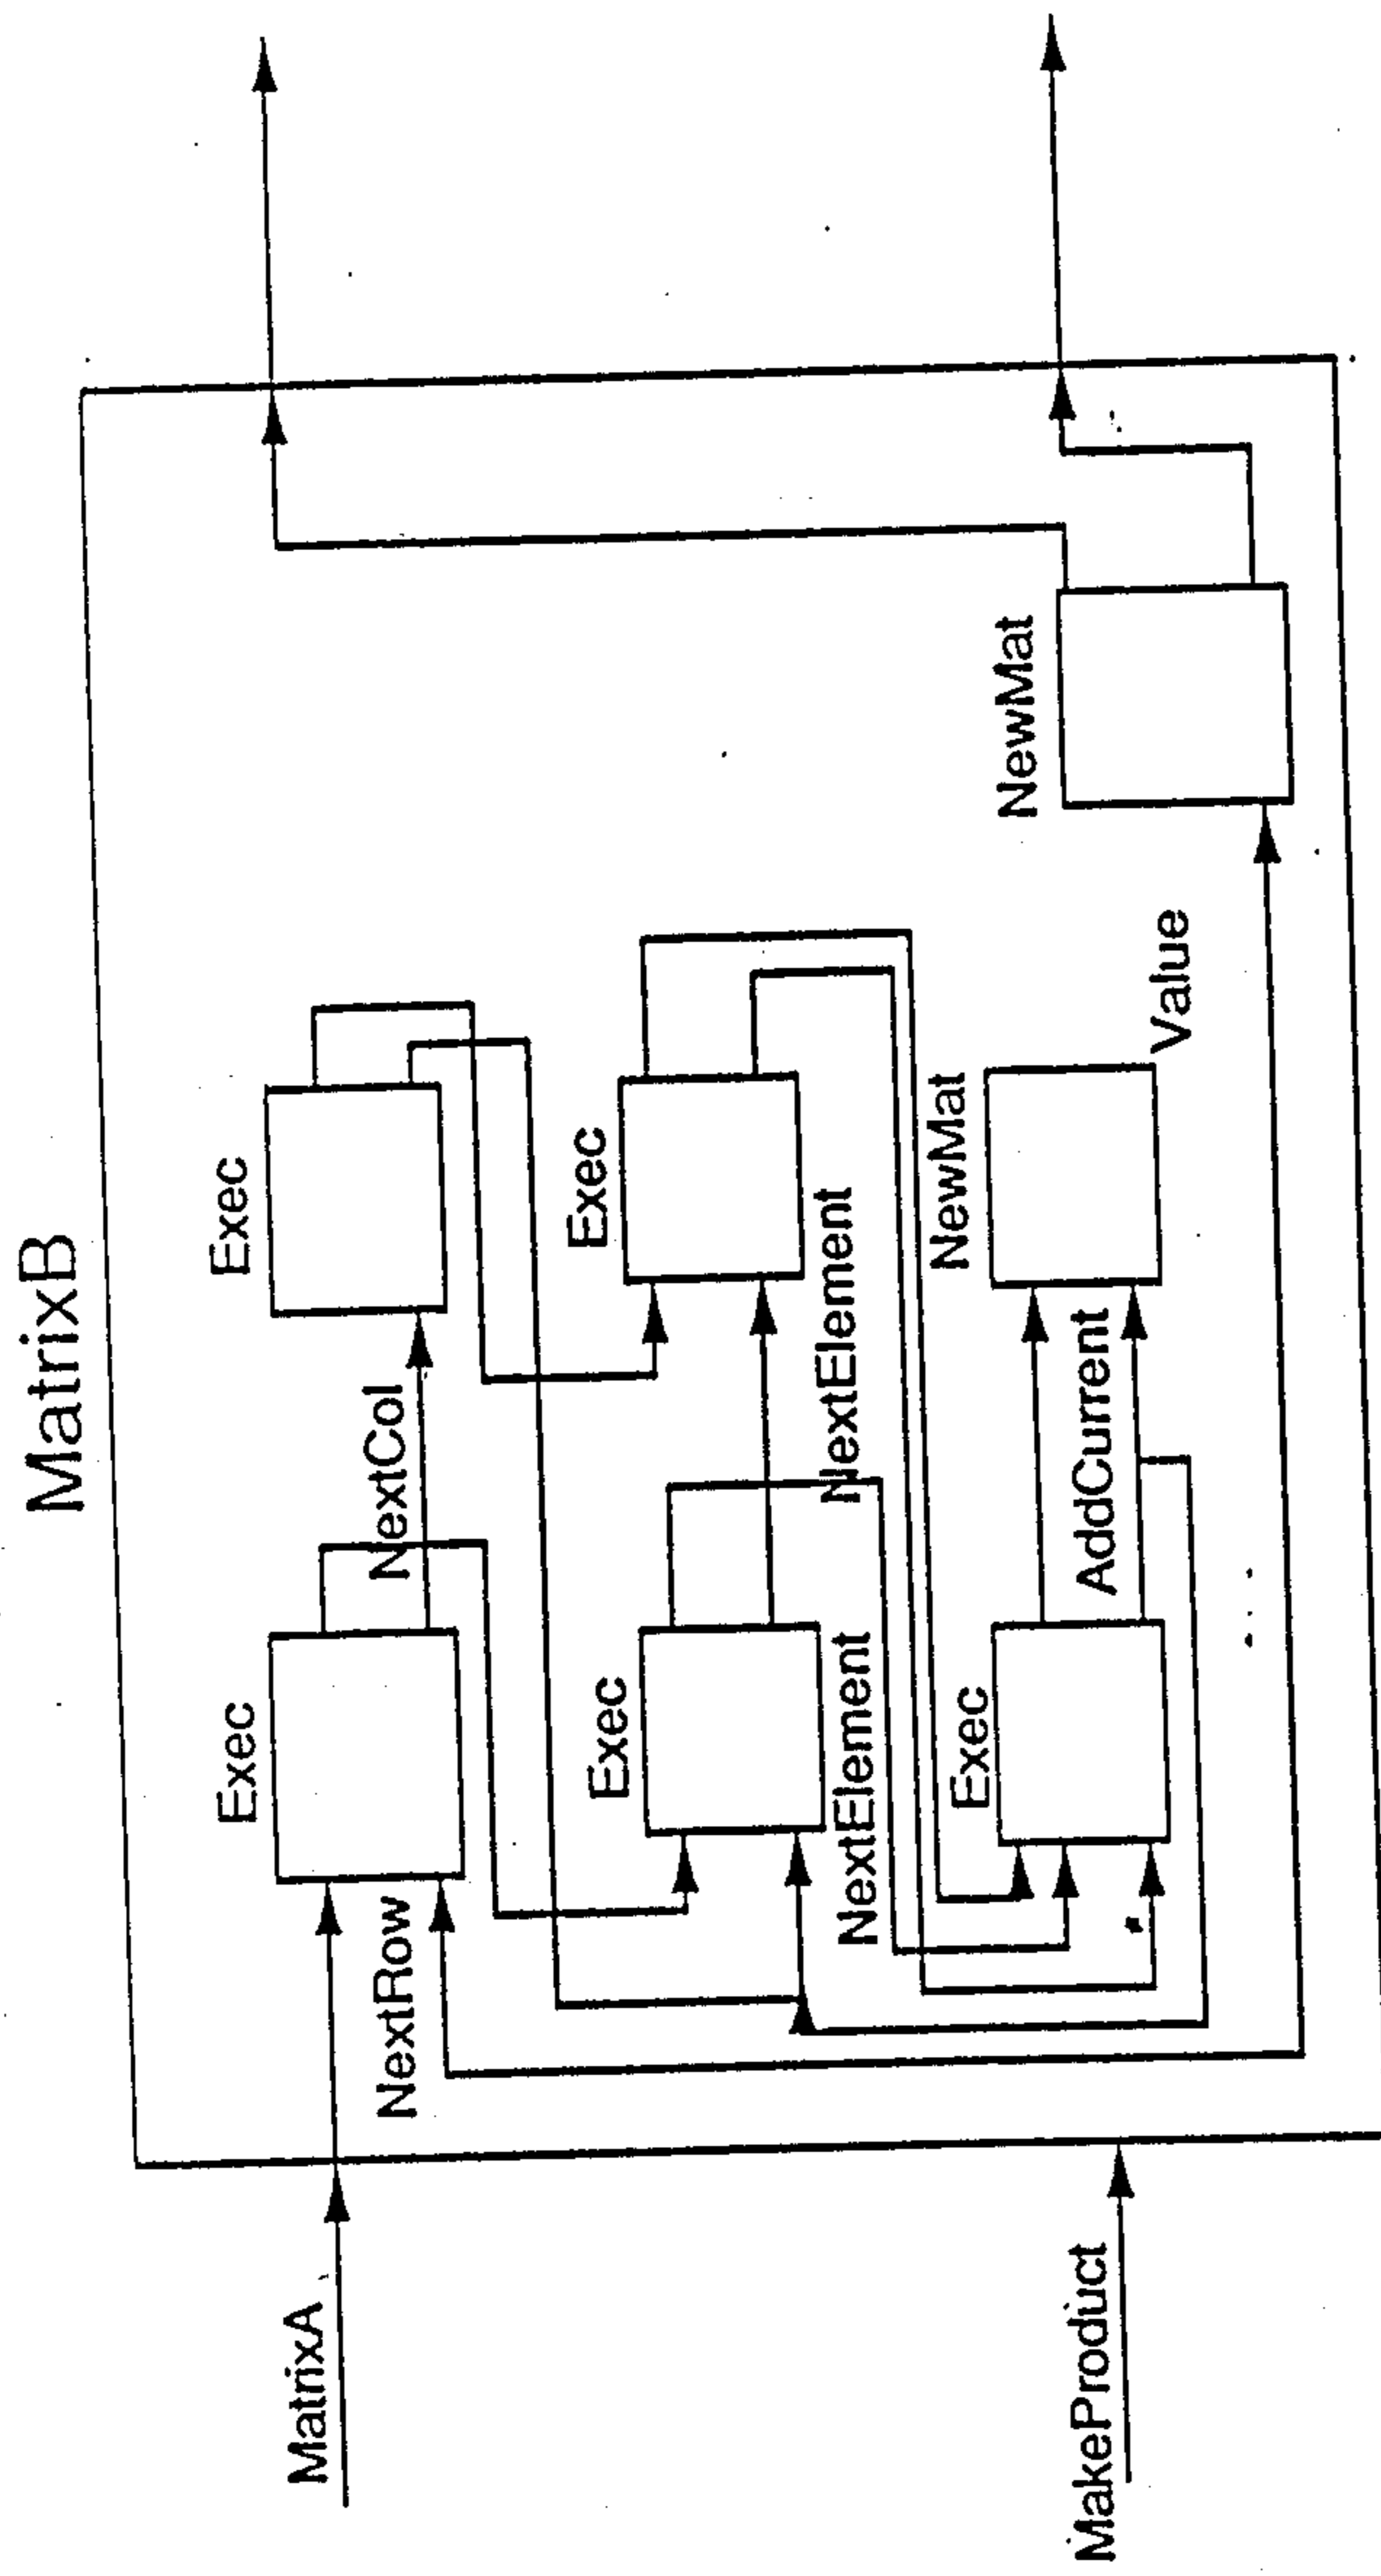 MatrixB
MatrixA
Exec
Exec
NextRow
NextCol
Exec
Exec
NextElement
NextElement
Exec
NewMat
NewMat
*
AddCurrent
Value
MakeProduct